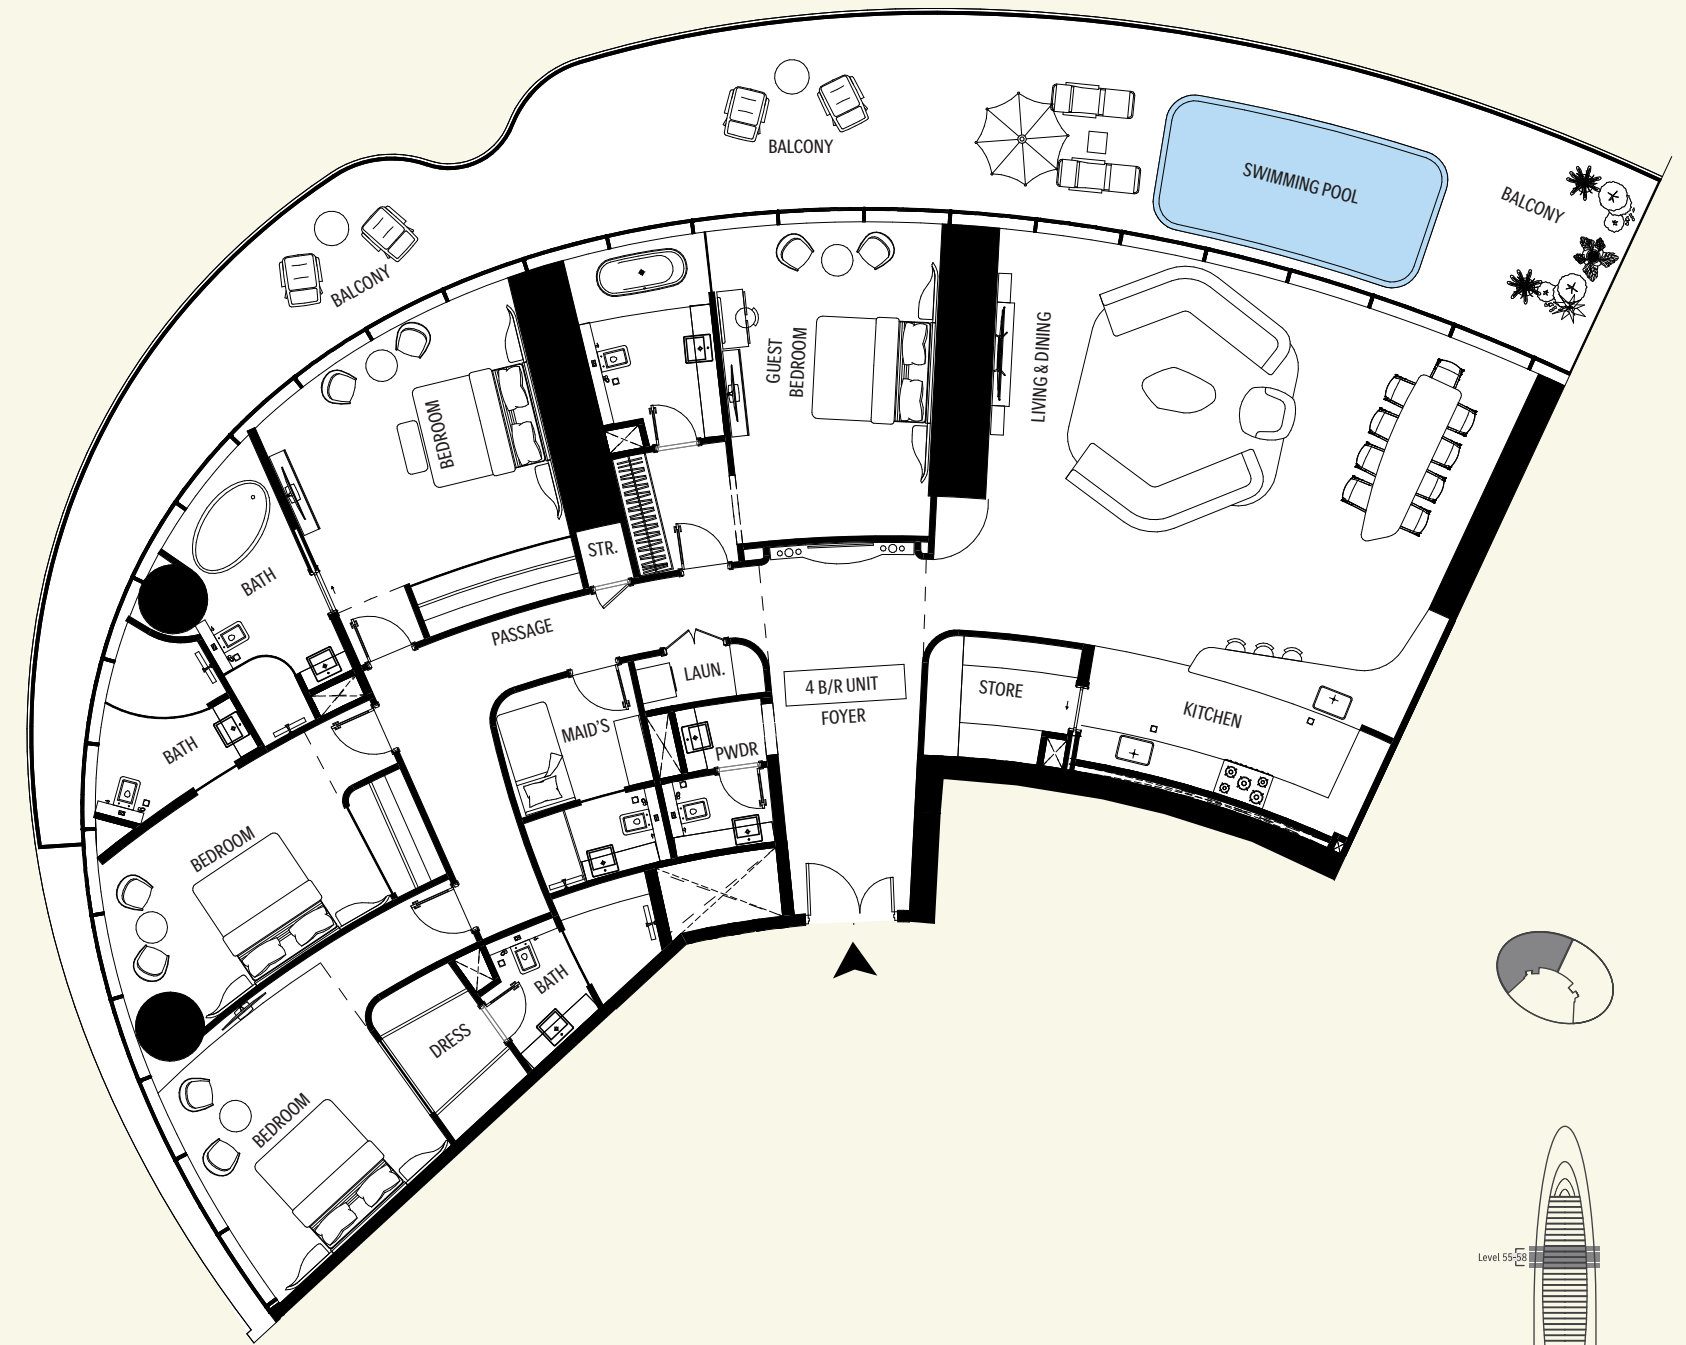 BALCONY
SWIMMING POOL
BALCONY
BALCONY
GUEST
BEDROOM
LIVING & DINING
BEDROOM
STR.
BATH
PASSAGE
LAUN.
4 B/R UNIT
FOYER
STORE
KITCHEN
MAID'S
PWDR
BATH
BEDROOM
BATH
DRESS
BEDROOM
Level 55-58